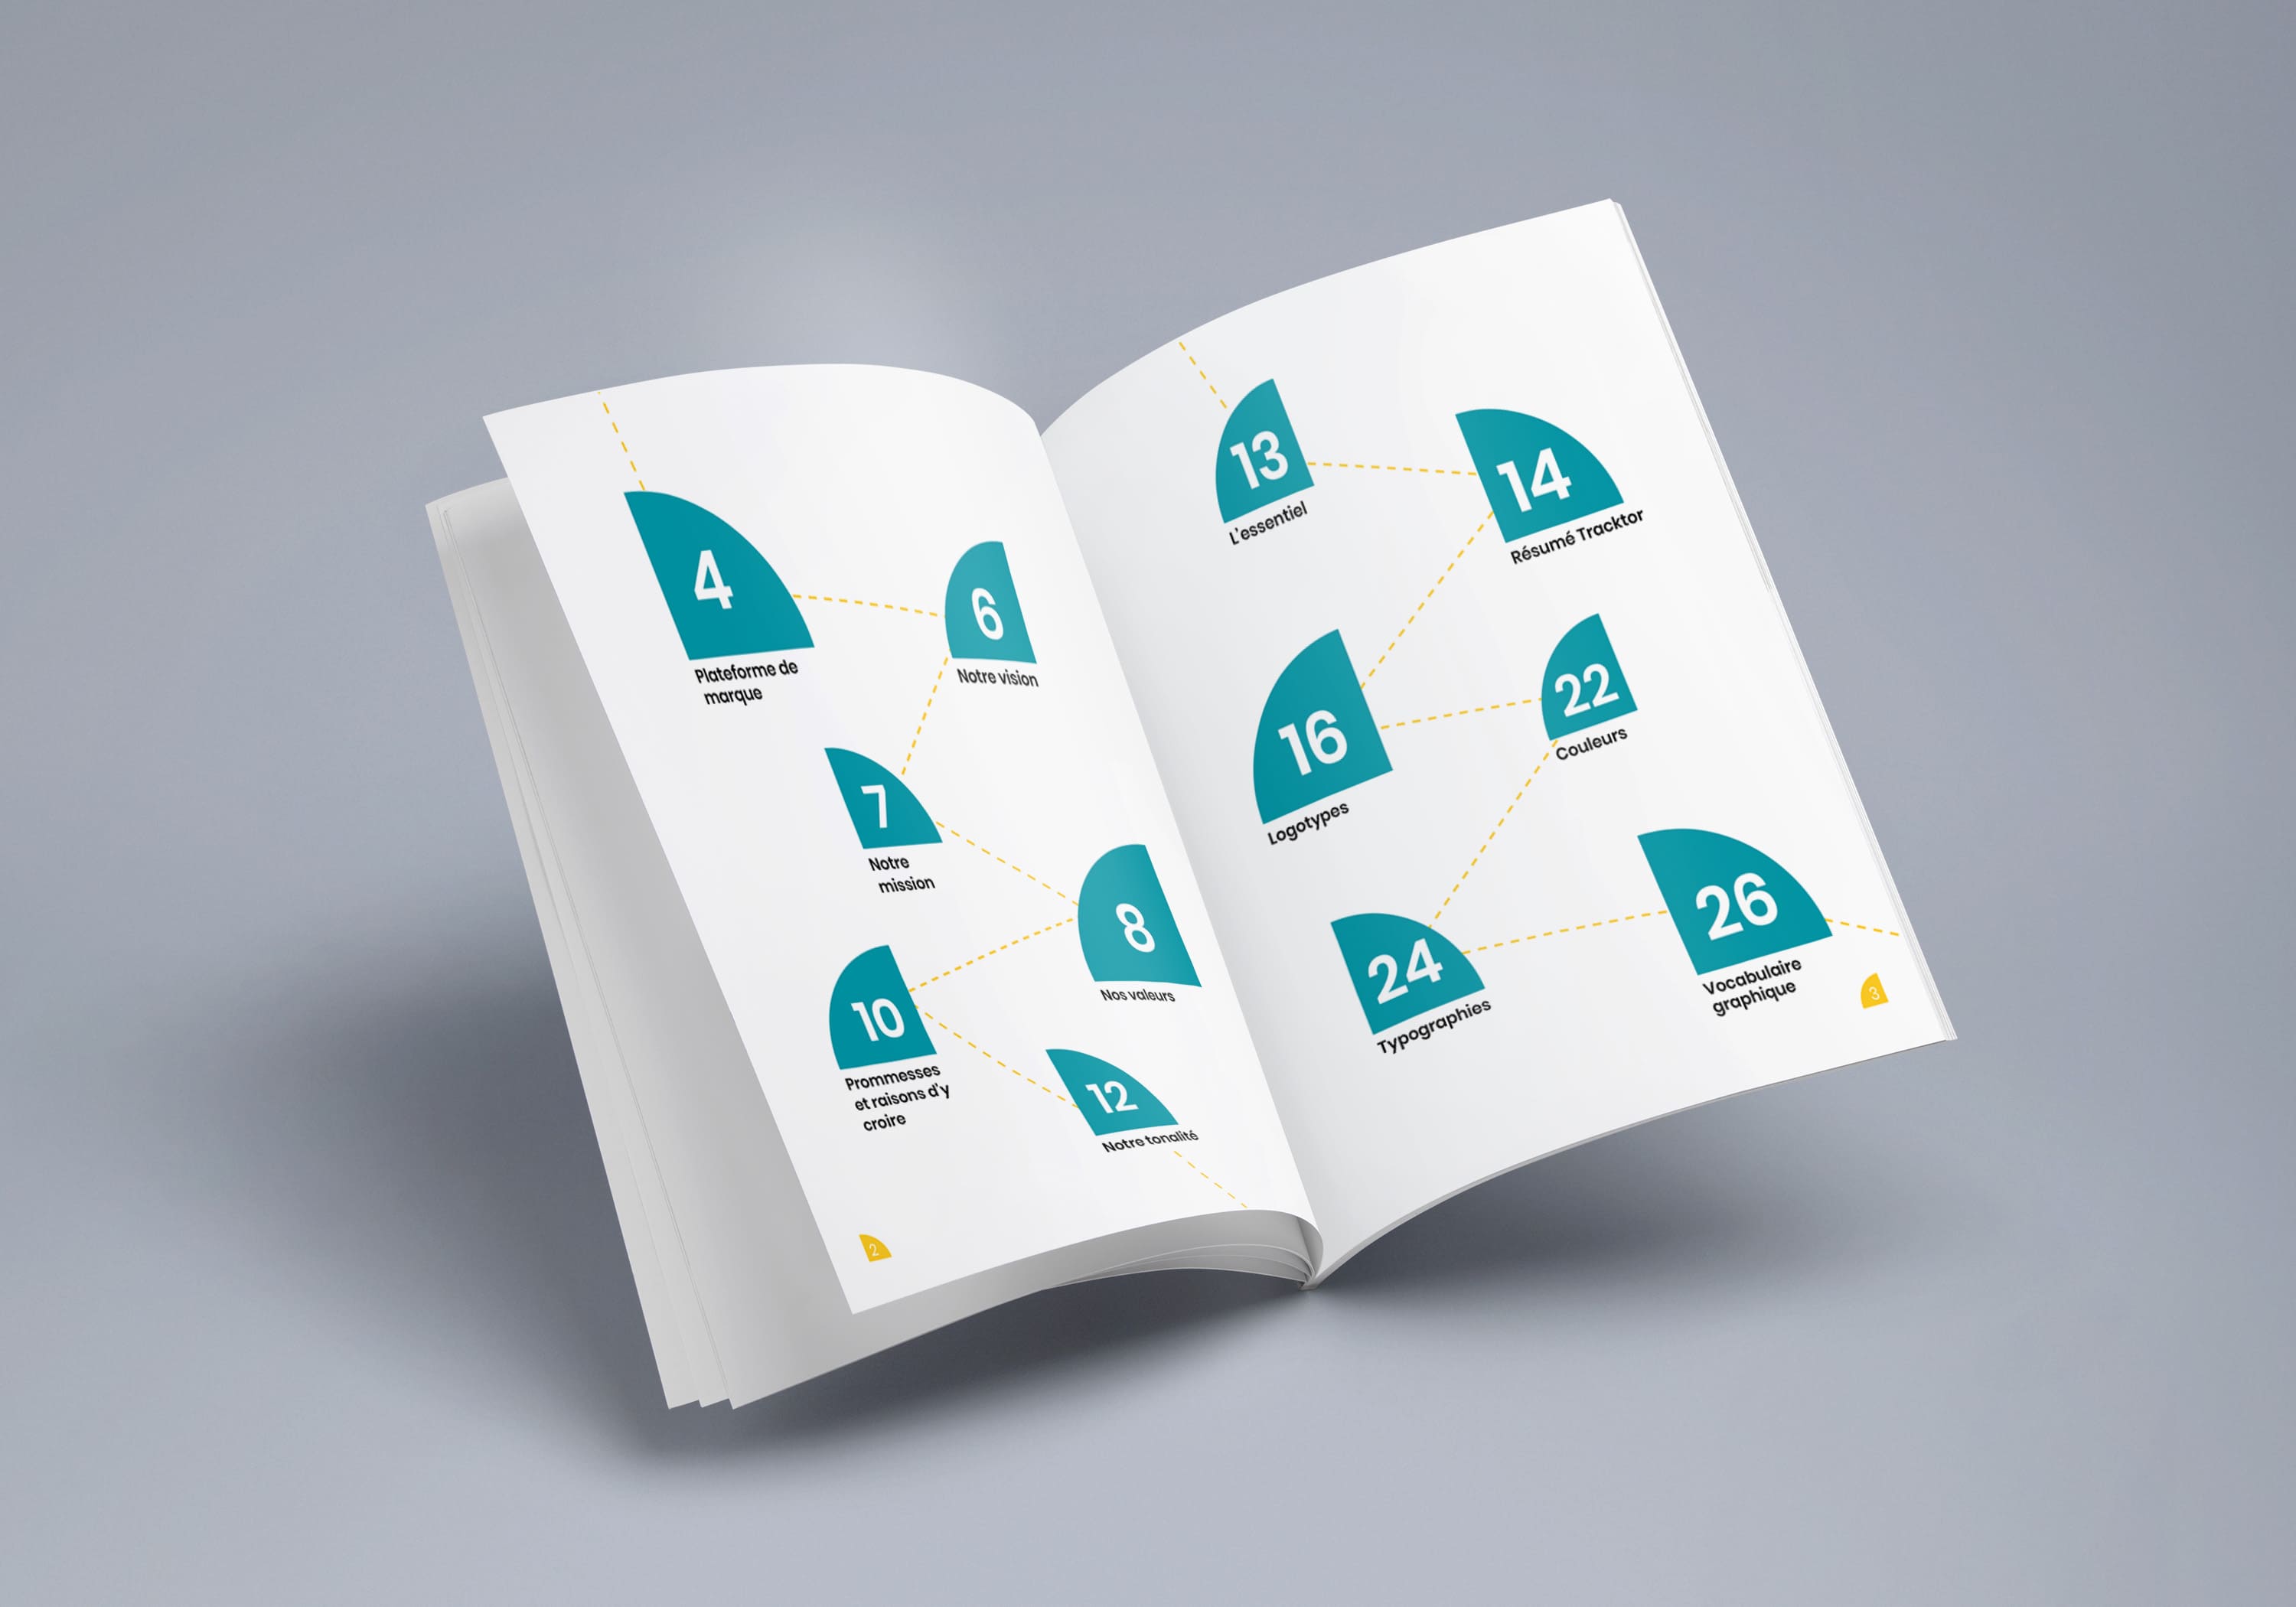 4
Plateforme de
marque
6
Notre vision
7
Notre
mission
8
Nos valeurs
10
Prommesses
et raisons d'y
croire
12
Notre tonalité
2
13
L'essentiel
14
Résumé Tracktor
16
Logotypes
22
Couleurs
24
Typographies
26
Vocabulaire
graphique
3